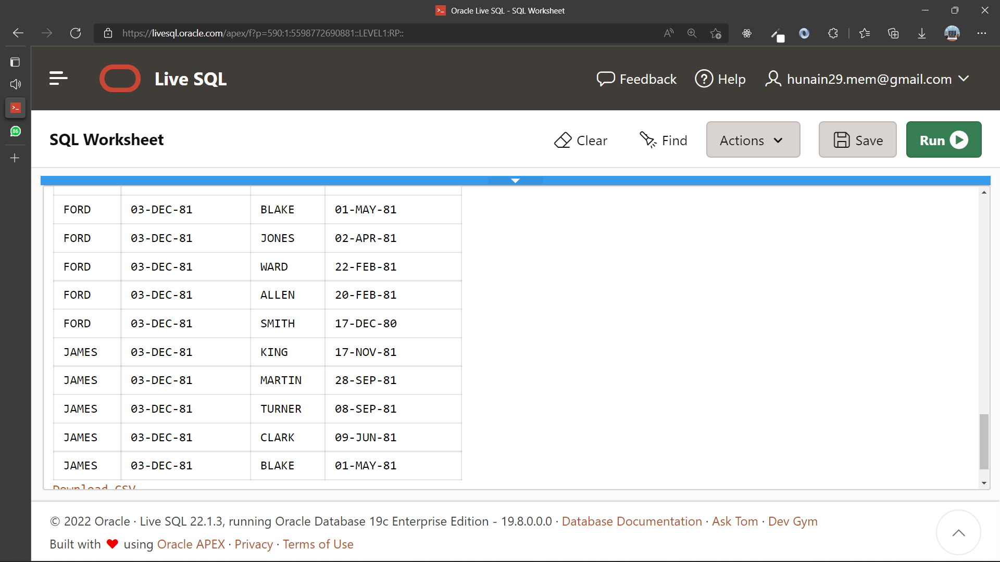 Oracle Live SQL - SQL Worksheet
https://livesql.oracle.com/apex/f?p=590:1:5598772690881::LEVEL1:RP::
Live SQL
Feedback
Help
hunain29.mem@gmail.com
86
SQL Worksheet
Clear
Find
Actions
Save
Run
FORD 03-DEC-81 BLAKE 01-MAY-81
FORD 03-DEC-81 JONES 02-APR-81
FORD 03-DEC-81 WARD 22-FEB-81
FORD 03-DEC-81 ALLEN 20-FEB-81
FORD 03-DEC-81 SMITH 17-DEC-80
JAMES 03-DEC-81 KING 17-NOV-81
JAMES 03-DEC-81 MARTIN 28-SEP-81
JAMES 03-DEC-81 TURNER 08-SEP-81
JAMES 03-DEC-81 CLARK 09-JUN-81
JAMES 03-DEC-81 BLAKE 01-MAY-81
Download CSV
© 2022 Oracle · Live SQL 22.1.3, running Oracle Database 19c Enterprise Edition - 19.8.0.0.0 · Database Documentation · Ask Tom · Dev Gym
Built with ❤ using Oracle APEX · Privacy · Terms of Use